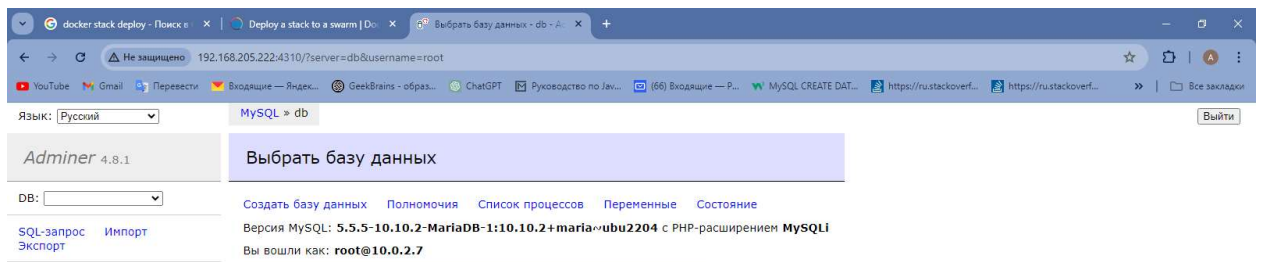 docker stack deploy - Поиск в
Deploy a stack to a swarm | Do
Выбрать базу данных - db - A
Не защищено 192.168.205.222:4310/?server=db&username=root
YouTube Gmail Перевести Входящие — Яндек... GeekBrains - образ... ChatGPT Руководство по Jav... (66) Входящие — Р... MySQL CREATE DAT... https://ru.stackoverf... https://ru.stackoverf... » Все закладки
Язык: Русский
MySQL » db
Выйти
Adminer 4.8.1
Выбрать базу данных
DB:
Создать базу данных Полномочия Список процессов Переменные Состояние
SQL-запрос Импорт
Экспорт
Версия MySQL: 5.5.5-10.10.2-MariaDB-1:10.10.2+maria~ubu2204 с PHP-расширением MySQLi
Вы вошли как: root@10.0.2.7